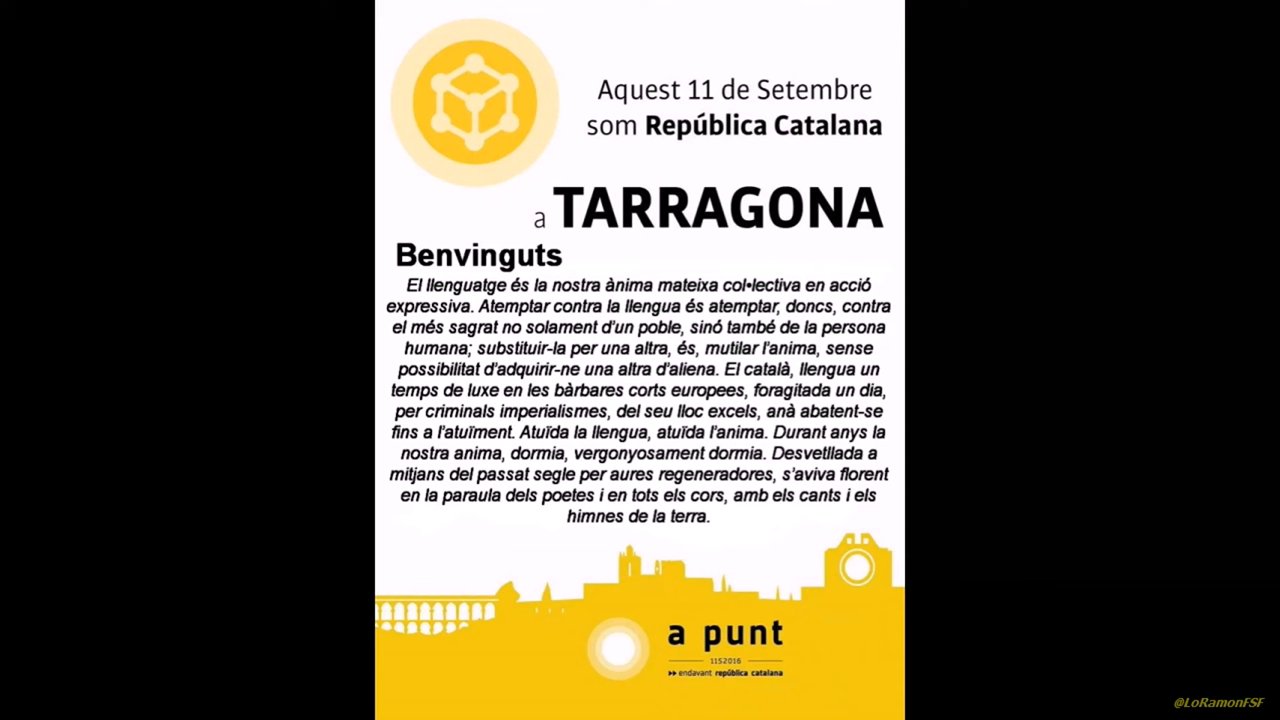 Aquest 11 de Setembre
som República Catalana
a TARRAGONA
Benvinguts
El llenguatge és la nostra ànima mateixa col•lectiva en acció
expressiva. Atemptar contra la llengua és atemptar, doncs, contra
el més sagrat no solament d'un poble, sinó també de la persona
humana; substituir-la per una altra, és, mutilar l'anima, sense
possibilitat d'adquirir-ne una altra d'aliena. El català, llengua un
temps de luxe en les bàrbares corts europees, foragitada un dia,
per criminals imperialismes, del seu lloc excels, anà abatent-se
fins a l'atuïment. Atuïda la llengua, atuïda l'anima. Durant anys la
nostra anima, dormia, vergonyosament dormia. Desvetllada a
mitjans del passat segle per aures regeneradores, s'aviva florent
en la paraula dels poetes i en tots els cors, amb els cants i els
himnes de la terra.
a punt
11S2016
endavant república catalana
@LoRamonFSF